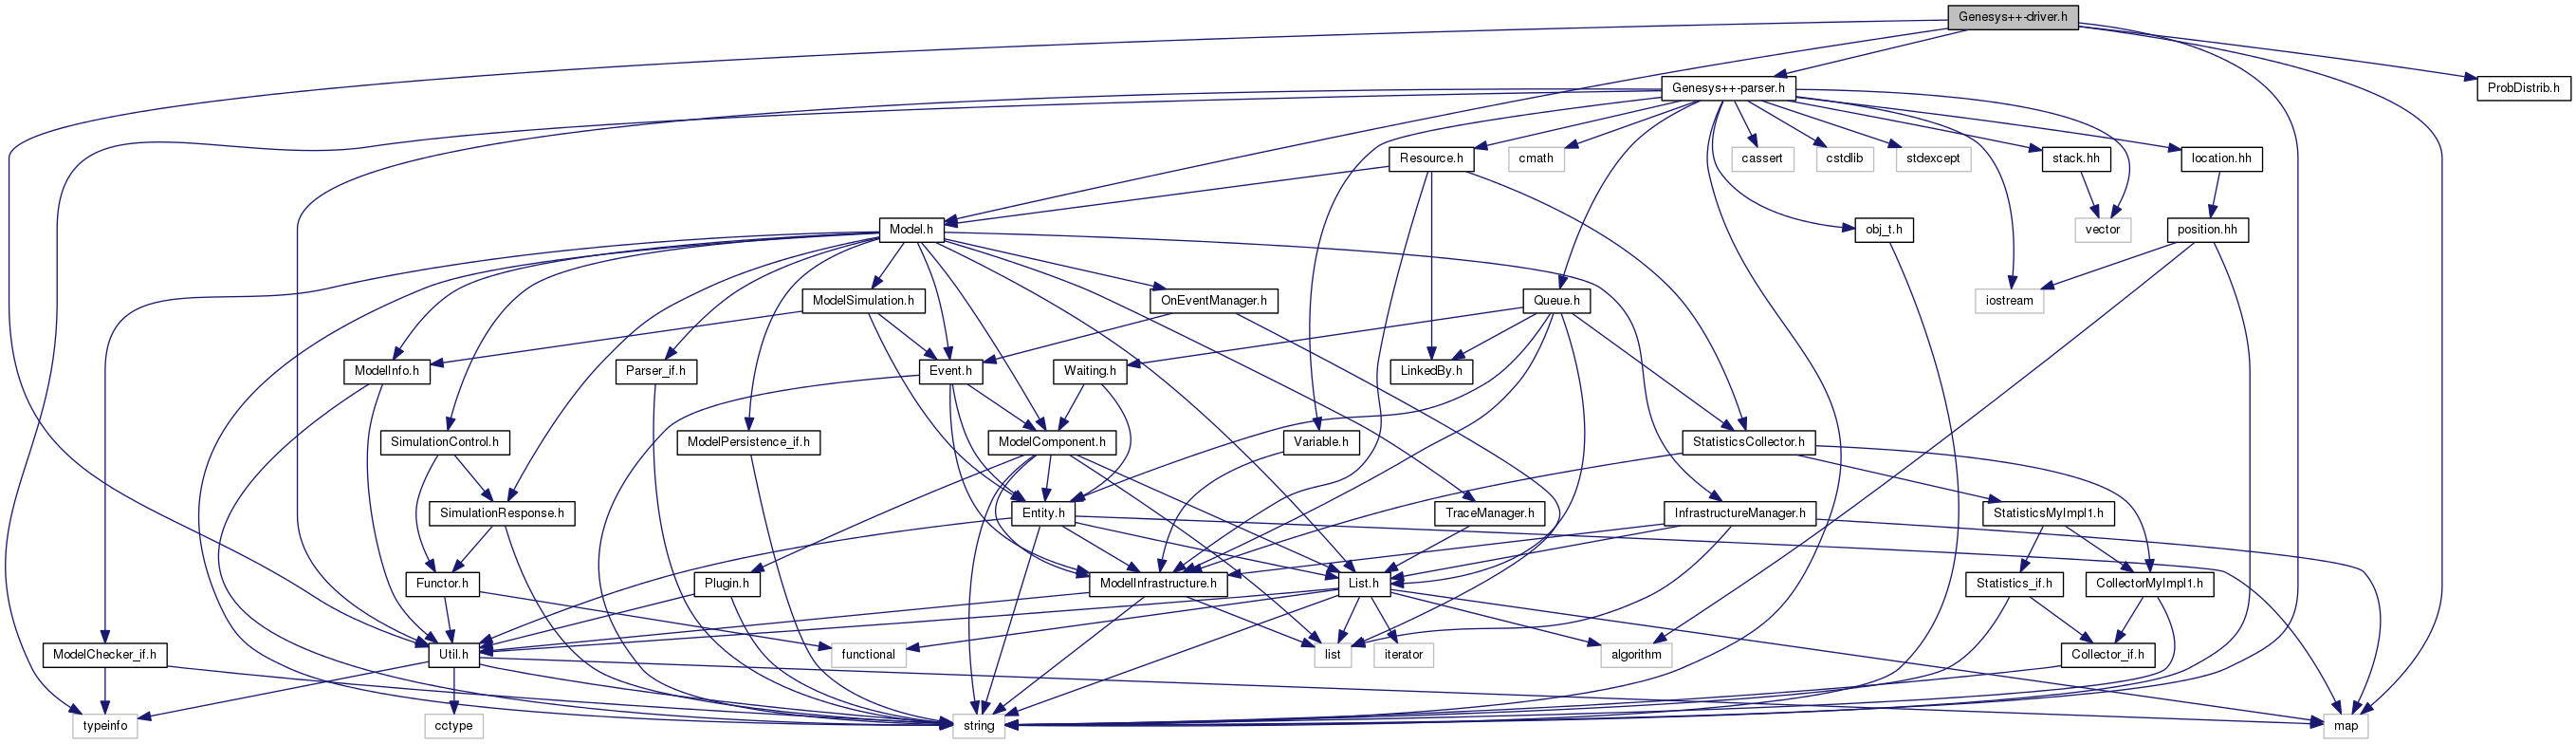 Genesys++-driver.h
Genesys++-parser.h
ProbDistrib.h
Resource.h
cmath
cassert
cstdlib
stdexcept
stack.hh
location.hh
Model.h
obj_t.h
vector
position.hh
ModelSimulation.h
OnEventManager.h
Queue.h
iostream
ModelInfo.h
Parser_if.h
Event.h
Waiting.h
LinkedBy.h
SimulationControl.h
ModelPersistence_if.h
ModelComponent.h
Variable.h
StatisticsCollector.h
SimulationResponse.h
Entity.h
TraceManager.h
InfrastructureManager.h
StatisticsMyImpl1.h
Functor.h
Plugin.h
ModelInfrastructure.h
List.h
Statistics_if.h
CollectorMyImpl1.h
ModelChecker_if.h
Util.h
functional
list
iterator
algorithm
Collector_if.h
typeinfo
cctype
string
map